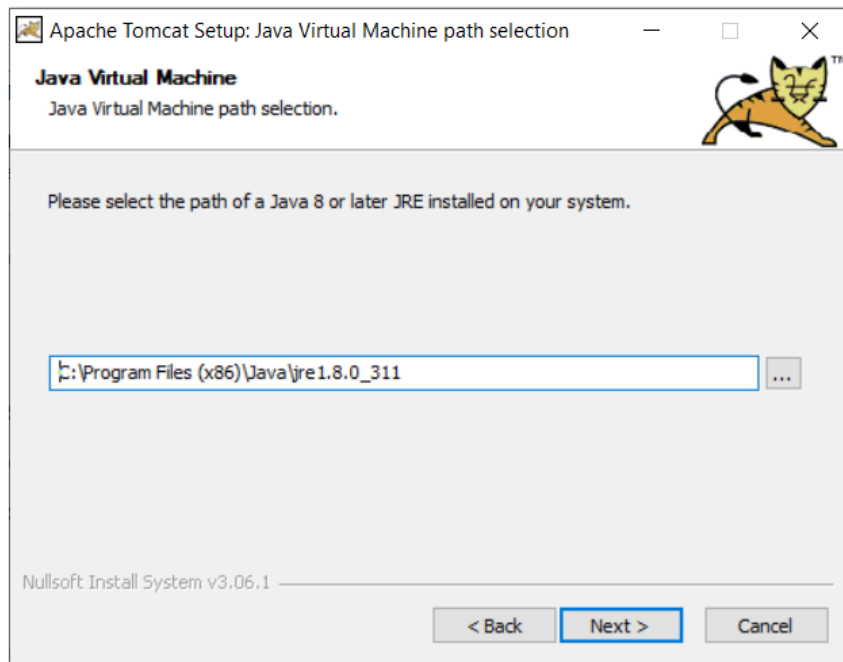 Apache Tomcat Setup: Java Virtual Machine path selection
Java Virtual Machine
Java Virtual Machine path selection.
TM
Please select the path of a Java 8 or later JRE installed on your system.
C:\Program Files (x86)\Java\jre1.8.0_311
...
Nullsoft Install System v3.06.1
< Back Next > Cancel